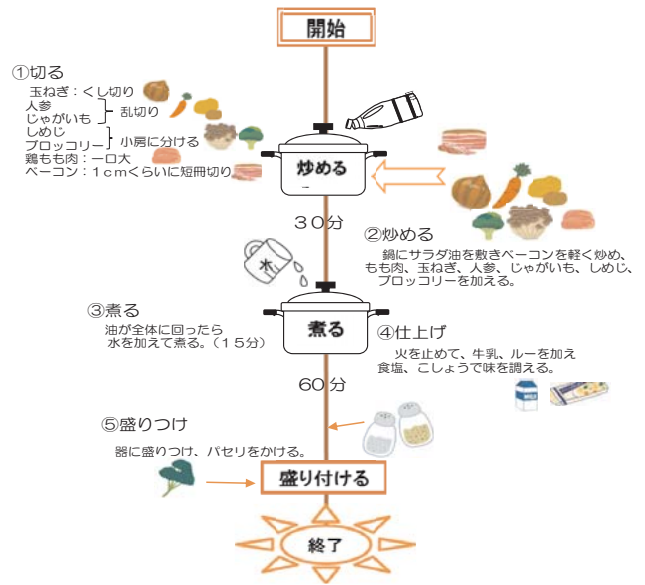 開始
①切る
玉ねぎ：くし切り
人参
じゃがいも
乱切り
しめじ
ブロッコリー
小房に分ける
鶏もも肉：一口大
ベーコン：１ｃｍくらいに短冊切り
炒める
３０分
②炒める
鍋にサラダ油を敷きベーコンを軽く炒め、
もも肉、玉ねぎ、人参、じゃがいも、しめじ、
ブロッコリーを加える。
水
③煮る
油が全体に回ったら
水を加えて煮る。（１５分）
煮る
④仕上げ
火を止めて、牛乳、ルーを加え
食塩、こしょうで味を調える。
６０分
⑤盛りつけ
器に盛りつけ、パセリをかける。
盛り付ける
終了